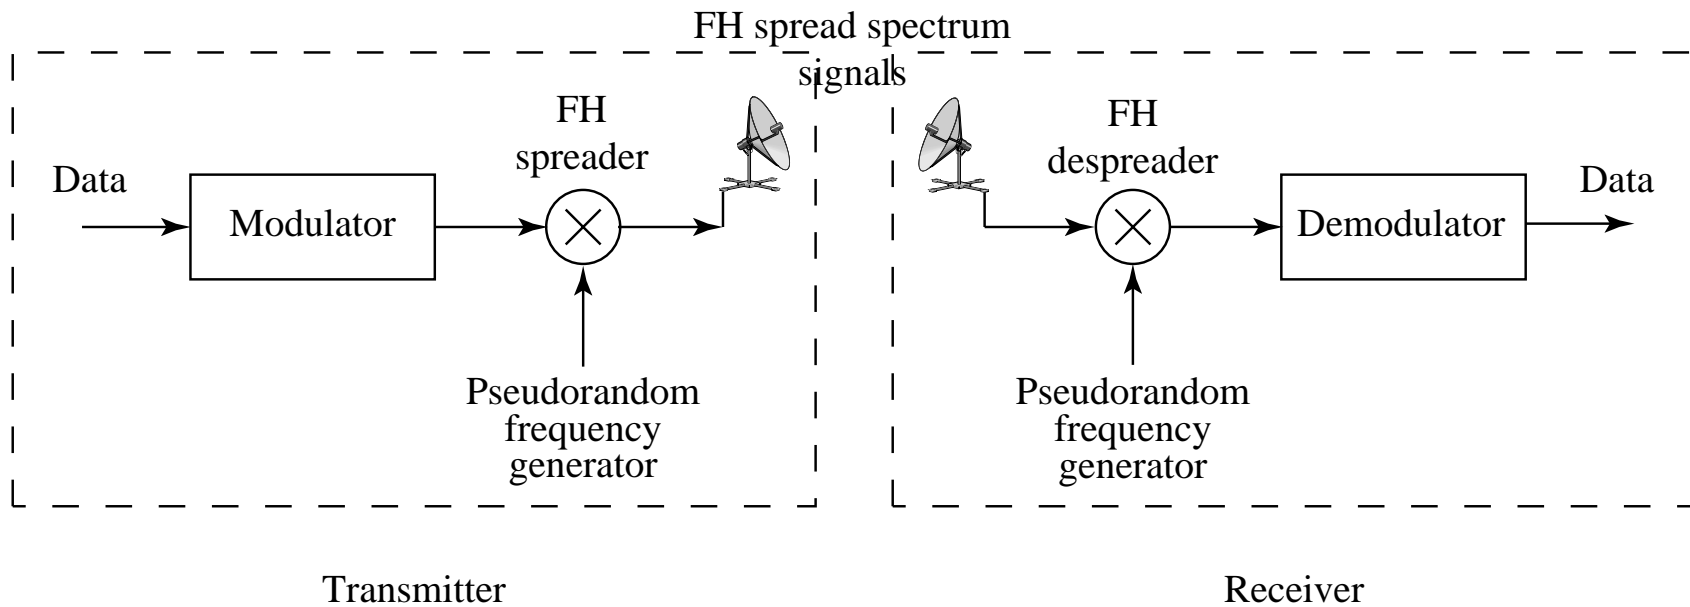 FH spread spectrum
signals
FH
spreader
Data
Modulator
Pseudorandom
frequency
generator
Transmitter
FH
despreader
Data
Demodulator
Pseudorandom
frequency
generator
Receiver